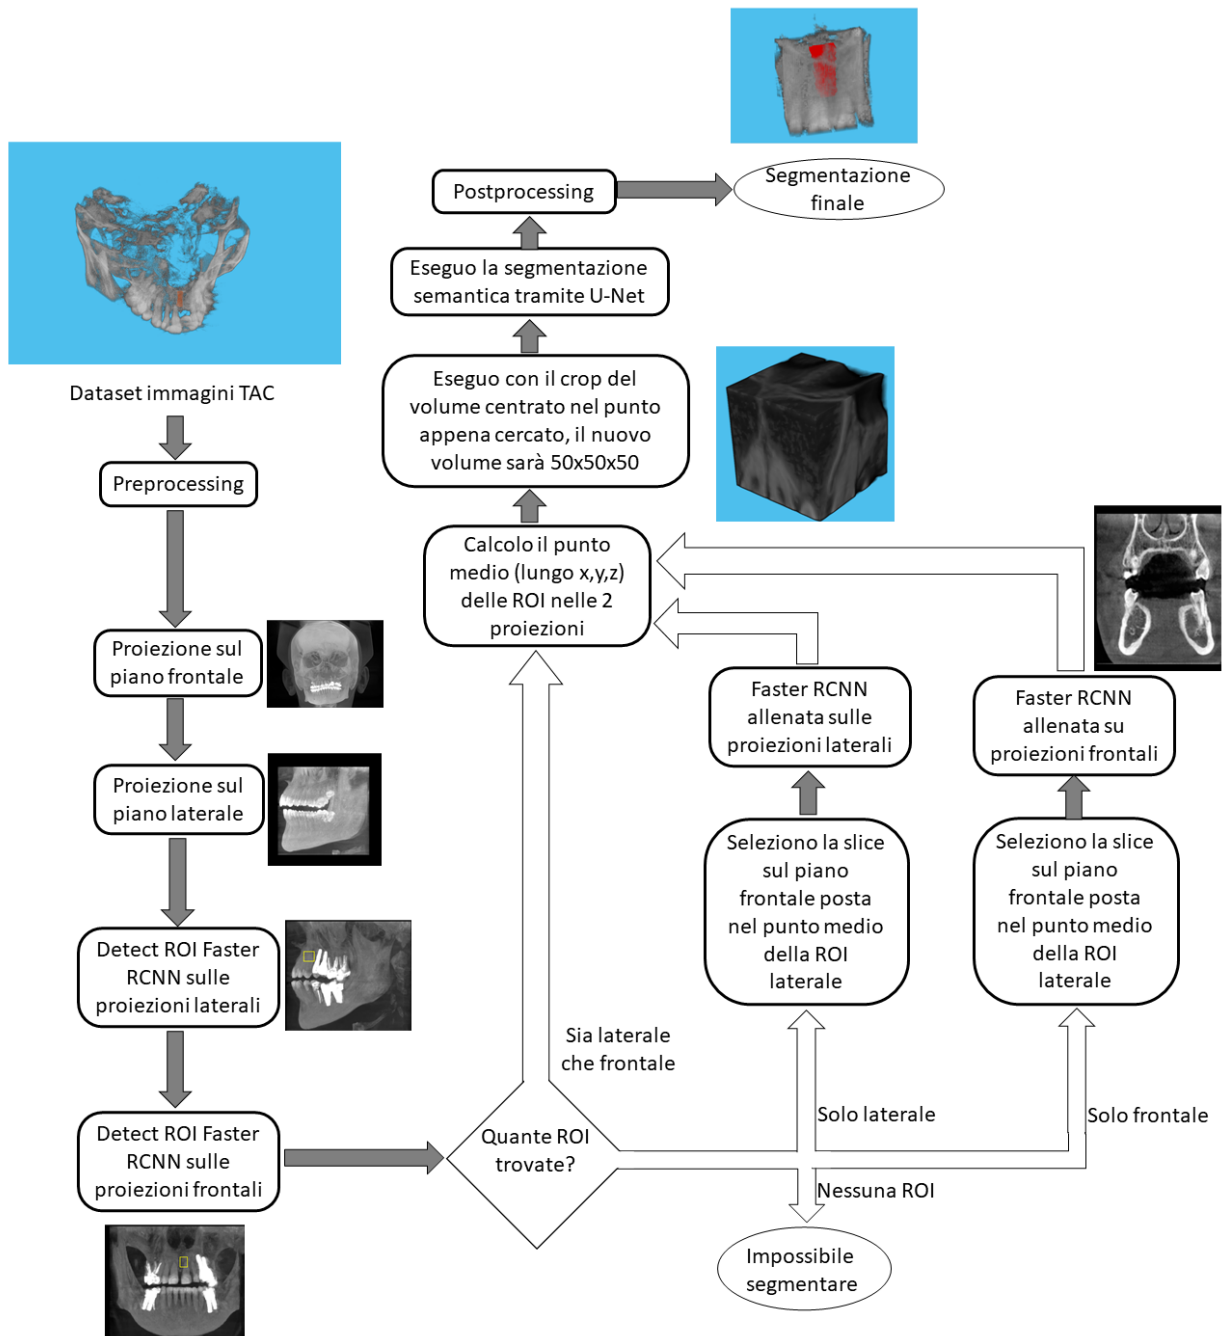 Dataset immagini TAC
Preprocessing
Proiezione sul
piano frontale
Proiezione sul
piano laterale
Detect ROI Faster
RCNN sulle
proiezioni laterali
Detect ROI Faster
RCNN sulle
proiezioni frontali
Quante ROI
trovate?
Sia laterale
che frontale
Solo laterale
Solo frontale
Nessuna ROI
Impossibile
segmentare
Seleziono la slice
sul piano
frontale posta
nel punto medio
della ROI
laterale
Seleziono la slice
sul piano
frontale posta
nel punto medio
della ROI
laterale
Faster RCNN
allenata sulle
proiezioni laterali
Faster RCNN
allenata su
proiezioni frontali
Calcolo il punto
medio (lungo x,y,z)
delle ROI nelle 2
proiezioni
Eseguo con il crop del
volume centrato nel punto
appena cercato, il nuovo
volume sarà 50x50x50
Eseguo la segmentazione
semantica tramite U-Net
Postprocessing
Segmentazione
finale